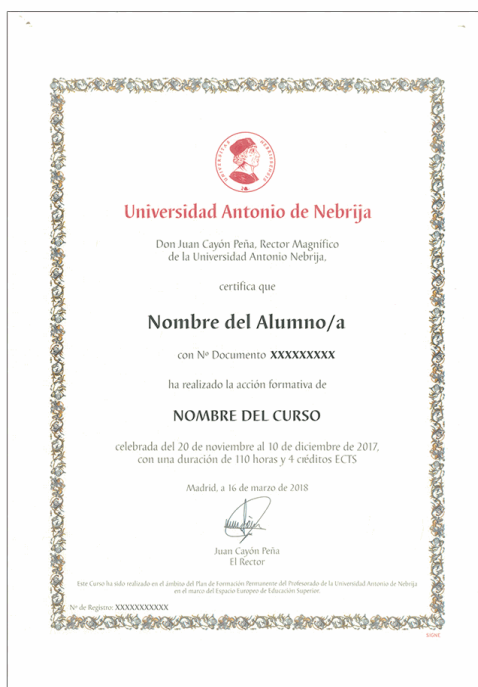 Universidad Antonio de Nebrija
Don Juan Cayón Peña, Rector Magnífico
de la Universidad Antonio Nebrija,
certifica que
Nombre del Alumno/a
con Nº Documento XXXXXXXXX
ha realizado la acción formativa de
NOMBRE DEL CURSO
celebrada del 20 de noviembre al 10 de diciembre de 2017,
con una duración de 110 horas y 4 créditos ECTS
Madrid, a 16 de marzo de 2018
Juan Cayón Peña
El Rector
Este Curso ha sido realizado en el ámbito del Plan de Formación Permanente del Profesorado de la Universidad Antonio de Nebrija
en el marco del Espacio Europeo de Educación Superior.
Nº de Registro: XXXXXXXXXXX
SIGNE